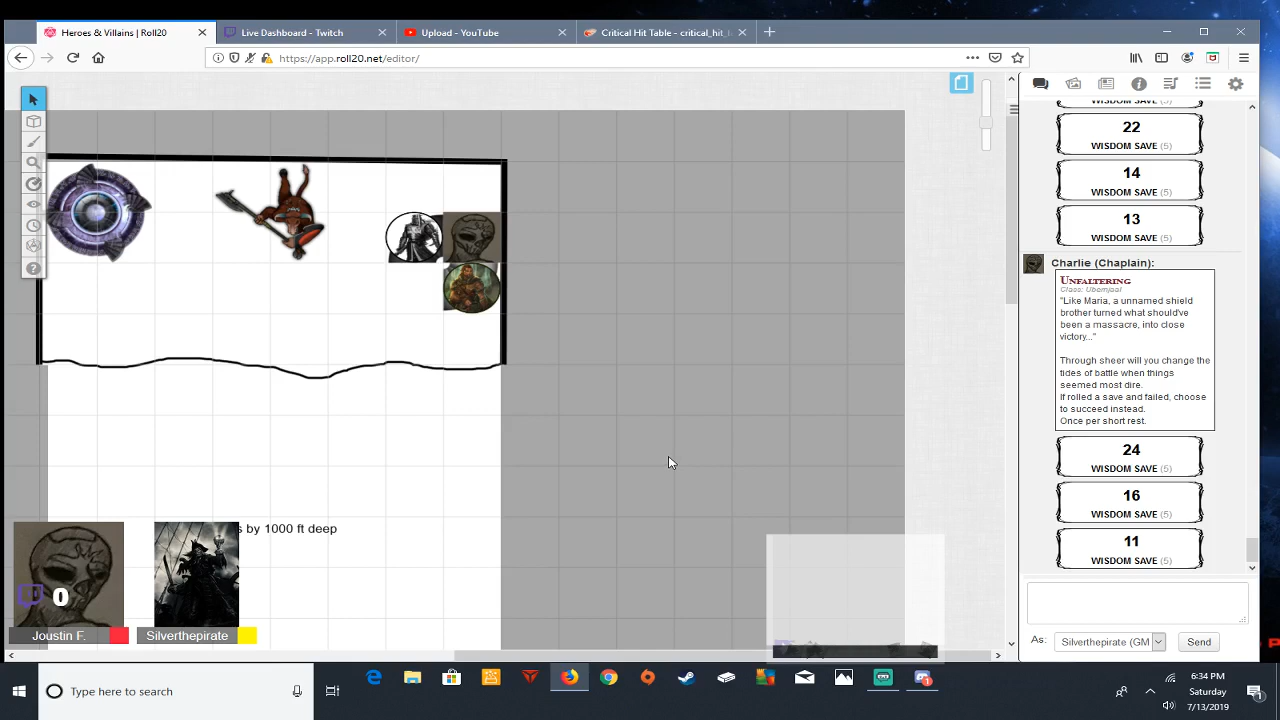 Heroes & Villains | Roll20
Live Dashboard - Twitch
Upload - YouTube
Critical Hit Table - critical_hit_
https://app.roll20.net/editor/
WISDOM SAVE (5)
22
WISDOM SAVE (5)
14
WISDOM SAVE (5)
13
WISDOM SAVE (5)
Charlie (Chaplain):
UNFALTERING
Class: Ubernjaal
"Like Maria, a unnamed shield
brother turned what should've
been a massacre, into close
victory..."
Through sheer will you change the
tides of battle when things
seemed most dire.
If rolled a save and failed, choose
to succeed instead.
Once per short rest.
24
WISDOM SAVE (5)
16
WISDOM SAVE (5)
11
WISDOM SAVE (5)
s by 1000 ft deep
0
Joustin F.
Silverthepirate
As:
Silverthepirate (GM
Send
Type here to search
6:34 PM
Saturday
7/13/2019